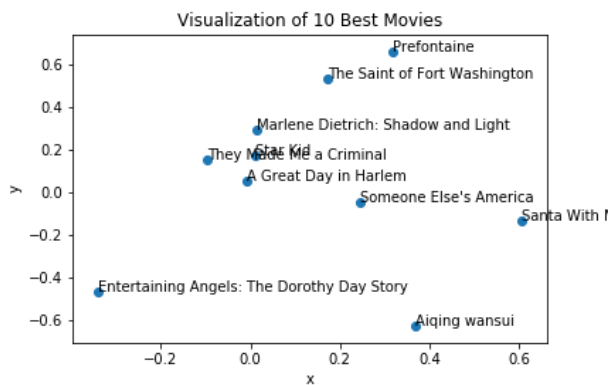 Visualization of 10 Best Movies
Prefontaine
The Saint of Fort Washington
Marlene Dietrich: Shadow and Light
Star Kid
They Made Me a Criminal
A Great Day in Harlem
Someone Else's America
Santa With M
Entertaining Angels: The Dorothy Day Story
Aiqing wansui
y
0.6
0.4
0.2
0.0
−0.2
−0.4
−0.6
−0.2
0.0
0.2
0.4
0.6
x